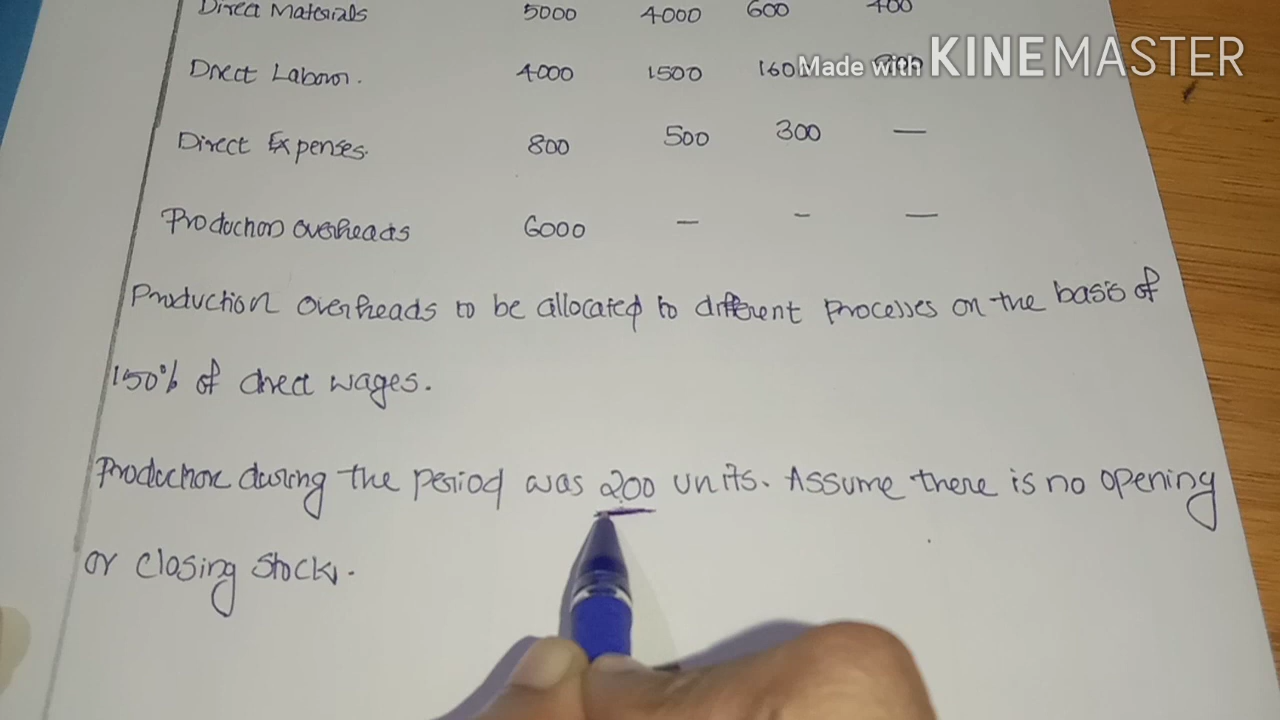 Direct Materials 5000 4000 600 400
Direct Labour. 4000 1500 160
Made with KINEMASTER
Direct Expenses. 800 500 300 —
Production overheads 6000 — - —
Production overheads to be allocated to different processes on the basis of
150% of direct wages.
Production during the period was 200 units. Assume there is no opening
or closing stock.